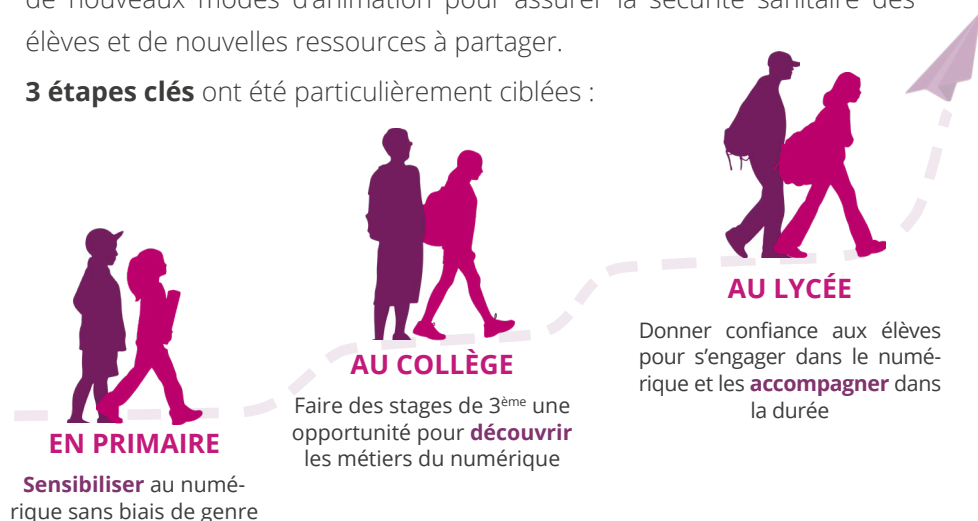 de nouveaux modes d'animation pour assurer la sécurité sanitaire des
élèves et de nouvelles ressources à partager.
3 étapes clés ont été particulièrement ciblées :
EN PRIMAIRE
Sensibiliser au numé-
rique sans biais de genre
AU COLLÈGE
Faire des stages de 3ème une
opportunité pour découvrir
les métiers du numérique
AU LYCÉE
Donner confiance aux élèves
pour s'engager dans le numé-
rique et les accompagner dans
la durée